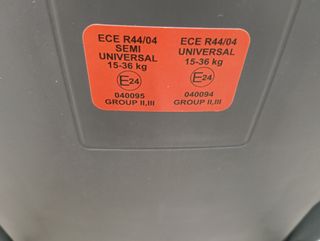 ECE R44/04
SEMI
UNIVERSAL
15-36 kg
E24
040095
GROUP II,III
ECE R44/04
UNIVERSAL
15-36 kg
E24
040094
GROUP II,III